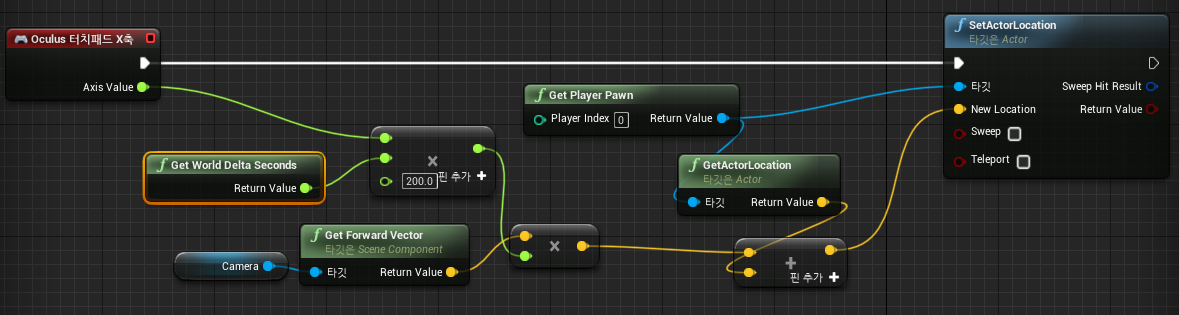 Oculus 터치패드 X축
Axis Value
Get World Delta Seconds
Return Value
×
200.0
핀 추가 +
Camera
Get Forward Vector
타깃은 Scene Component
타깃
Return Value
×
Get Player Pawn
Player Index 0
Return Value
GetActorLocation
타깃은 Actor
타깃
Return Value
+
핀 추가 +
SetActorLocation
타깃은 Actor
타깃
Sweep Hit Result
New Location
Return Value
Sweep
Teleport